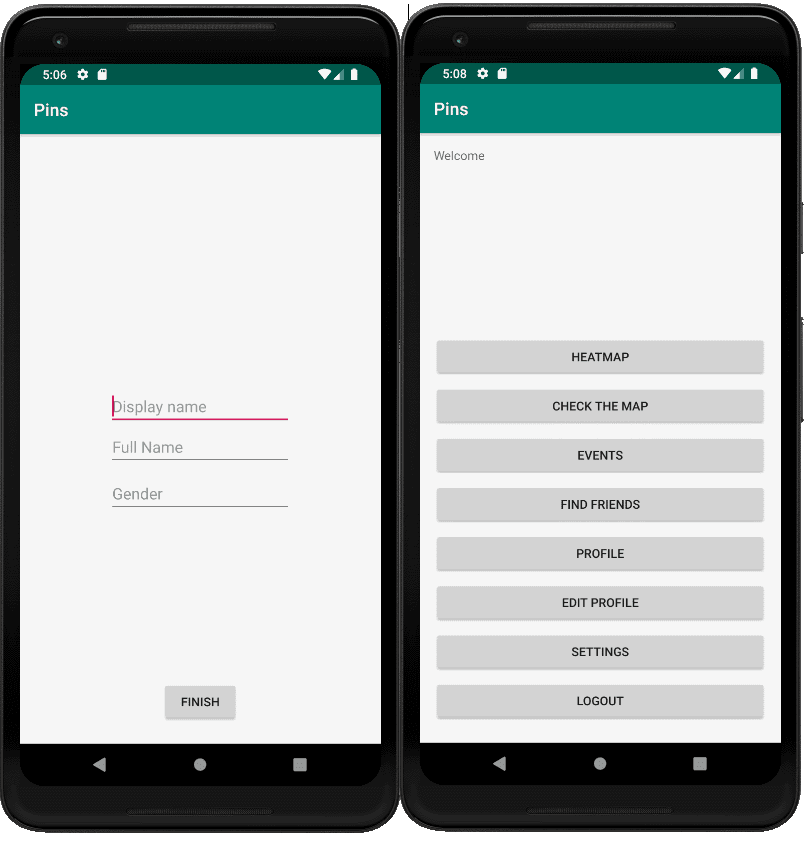 5:06
Pins
Display name
Full Name
Gender
FINISH
5:08
Pins
Welcome
HEATMAP
CHECK THE MAP
EVENTS
FIND FRIENDS
PROFILE
EDIT PROFILE
SETTINGS
LOGOUT